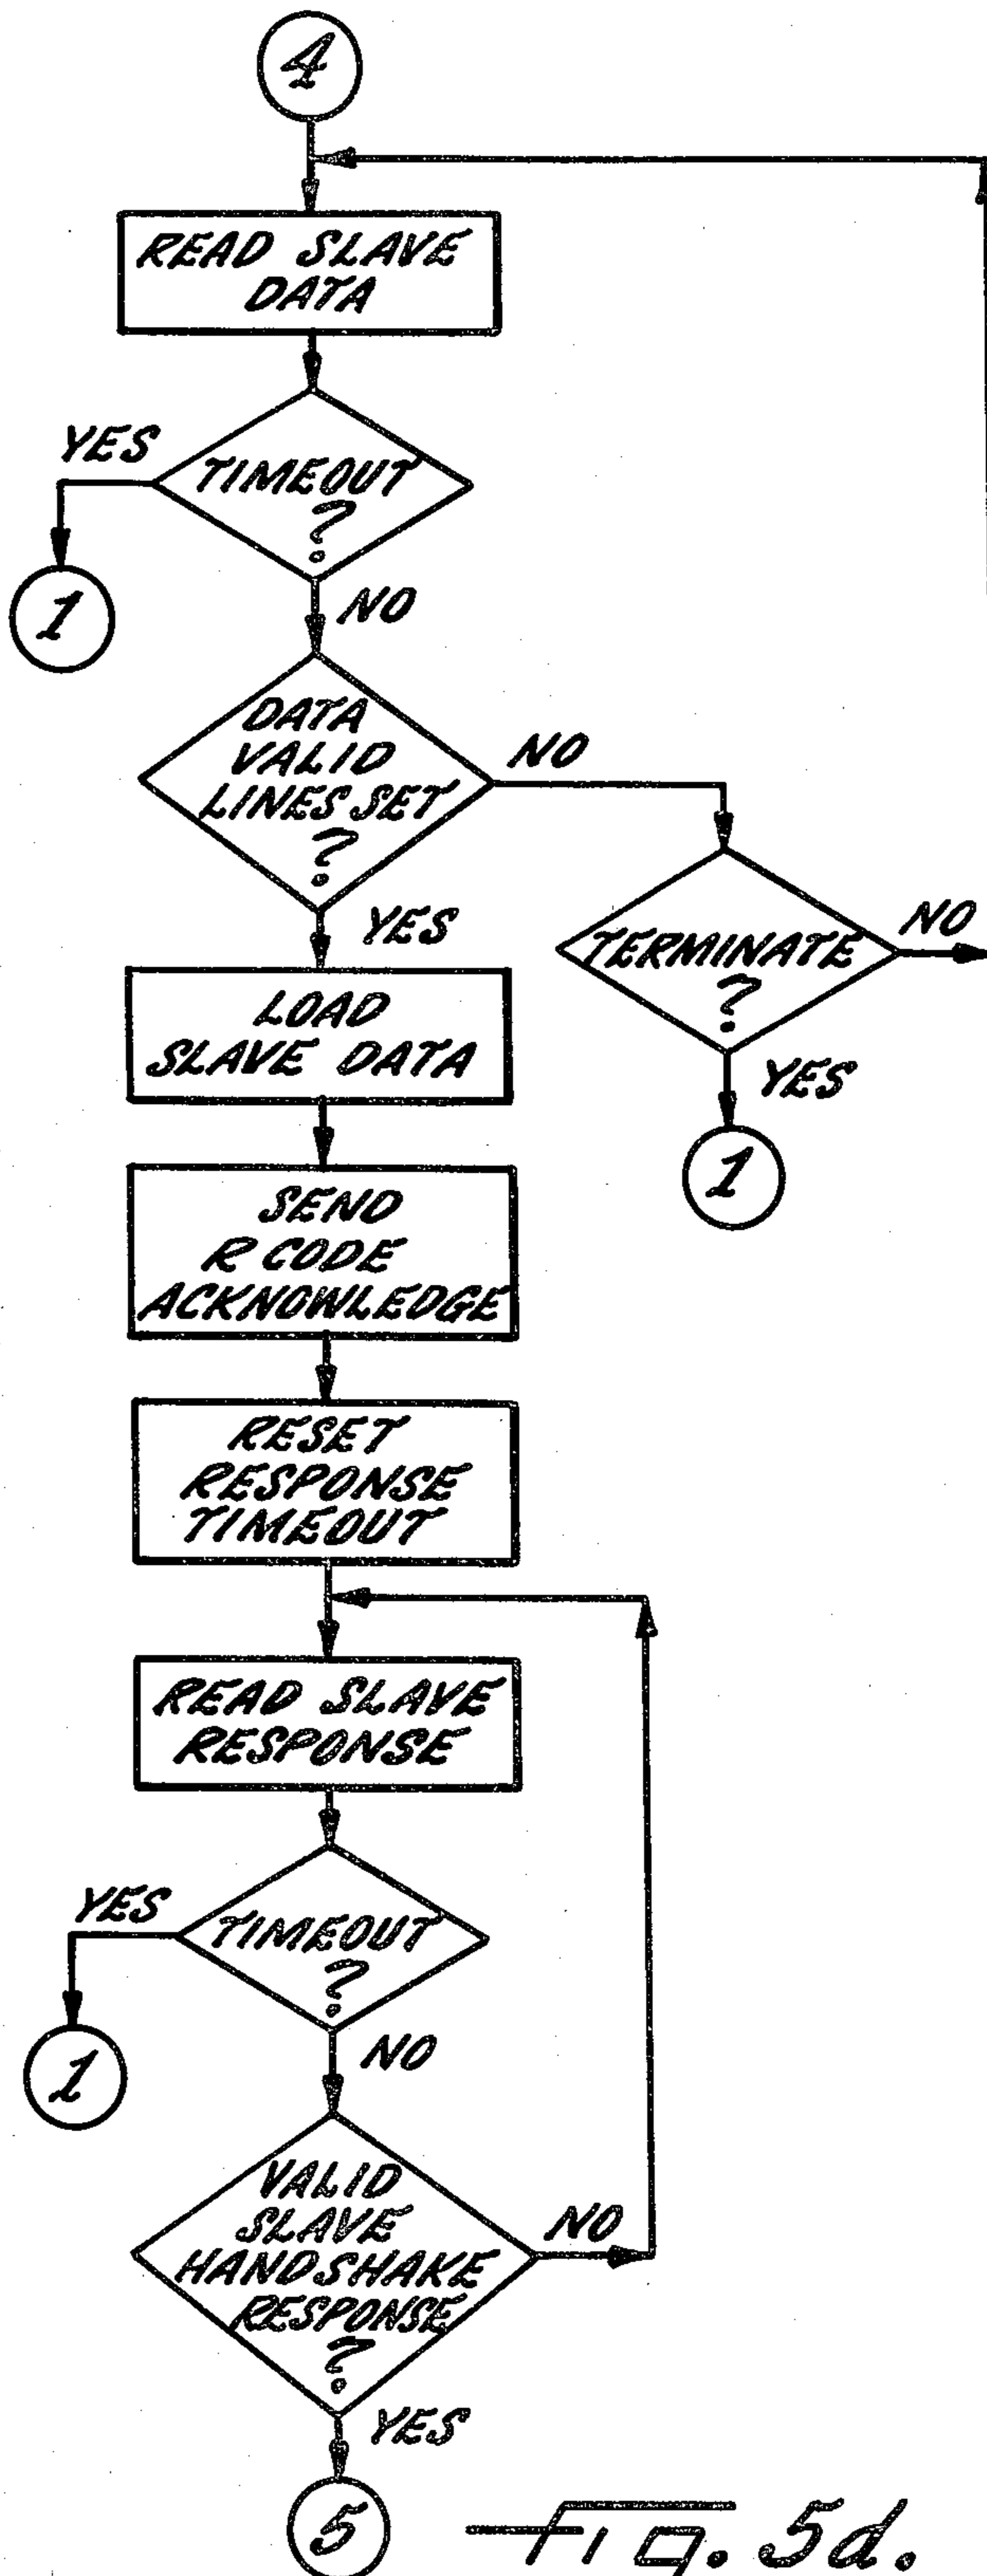 4
READ SLAVE
DATA
YES
TIMEOUT
?
1
NO
DATA
VALID
LINES SET
?
NO
YES
TERMINATE
?
NO
YES
1
LOAD
SLAVE DATA
SEND
R CODE
ACKNOWLEDGE
RESET
RESPONSE
TIMEOUT
READ SLAVE
RESPONSE
YES
TIMEOUT
?
1
NO
VALID
SLAVE
HANDSHAKE
RESPONSE
?
NO
YES
5
Fig. 5d.